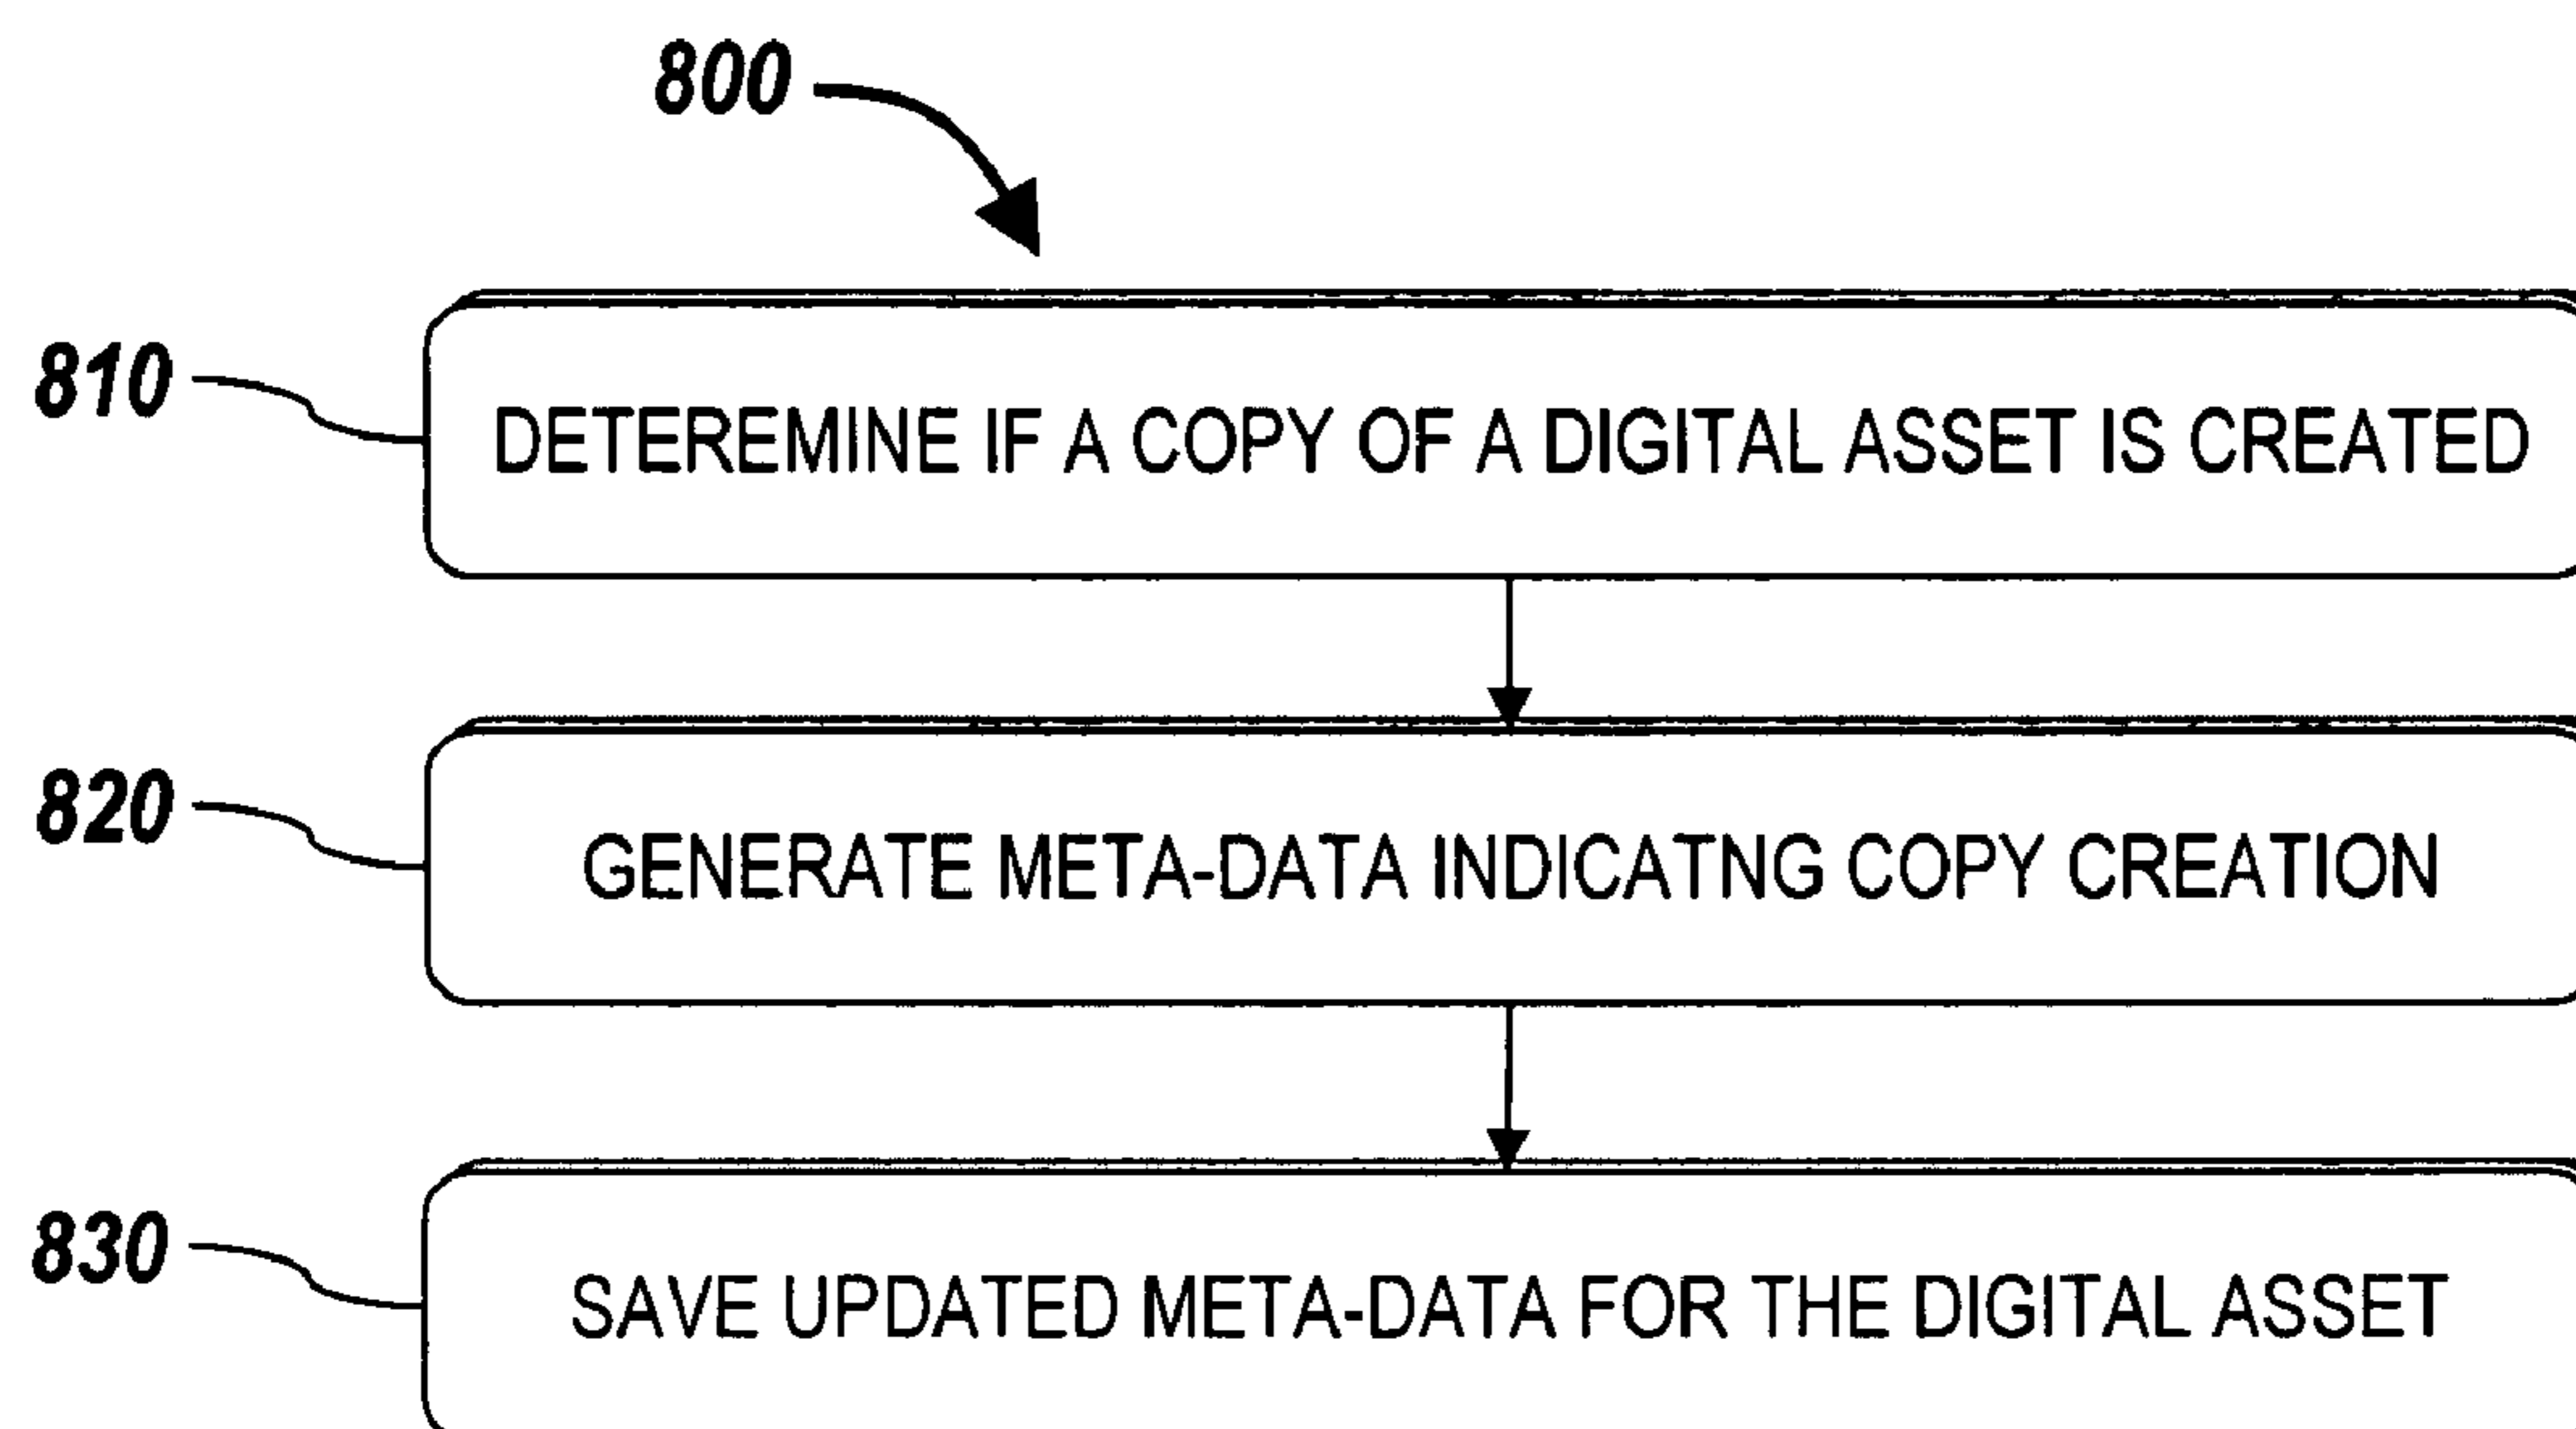 800
810
DETEREMINE IF A COPY OF A DIGITAL ASSET IS CREATED
820
GENERATE META-DATA INDICATNG COPY CREATION
830
SAVE UPDATED META-DATA FOR THE DIGITAL ASSET